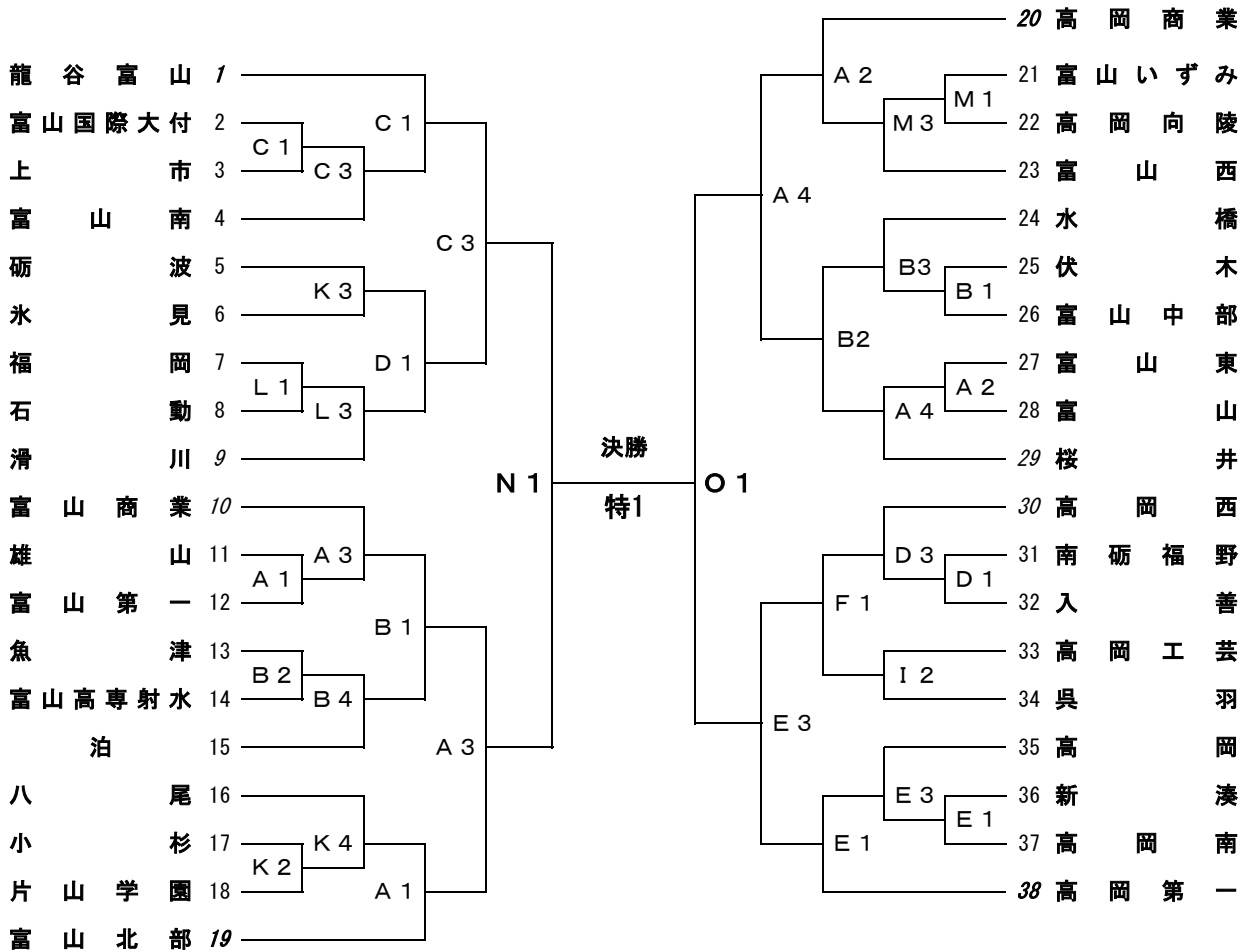 龍谷富山 1
富山国際大付 2
上市 3
富山南 4
砺波 5
氷見 6
福岡 7
石動 8
滑川 9
富山商業 10
雄山 11
富山第一 12
魚津 13
富山高専射水 14
泊 15
八尾 16
小杉 17
片山学園 18
富山北部 19
C1
C3
C1
K3
L1
L3
D1
C3
A1
A3
B2
B4
B1
K2
K4
A1
A3
N1
決勝
特1
O1
A4
A2
M3
M1
B2
B3
B1
A4
A2
E3
F1
D3
D1
I2
E1
E3
E1
20 高岡商業
21 富山いずみ
22 高岡向陵
23 富山西
24 水橋
25 伏木
26 富山中部
27 富山東
28 富山
29 桜井
30 高岡西
31 南砺福野
32 入善
33 高岡工芸
34 呉羽
35 高岡
36 新湊
37 高岡南
38 高岡第一